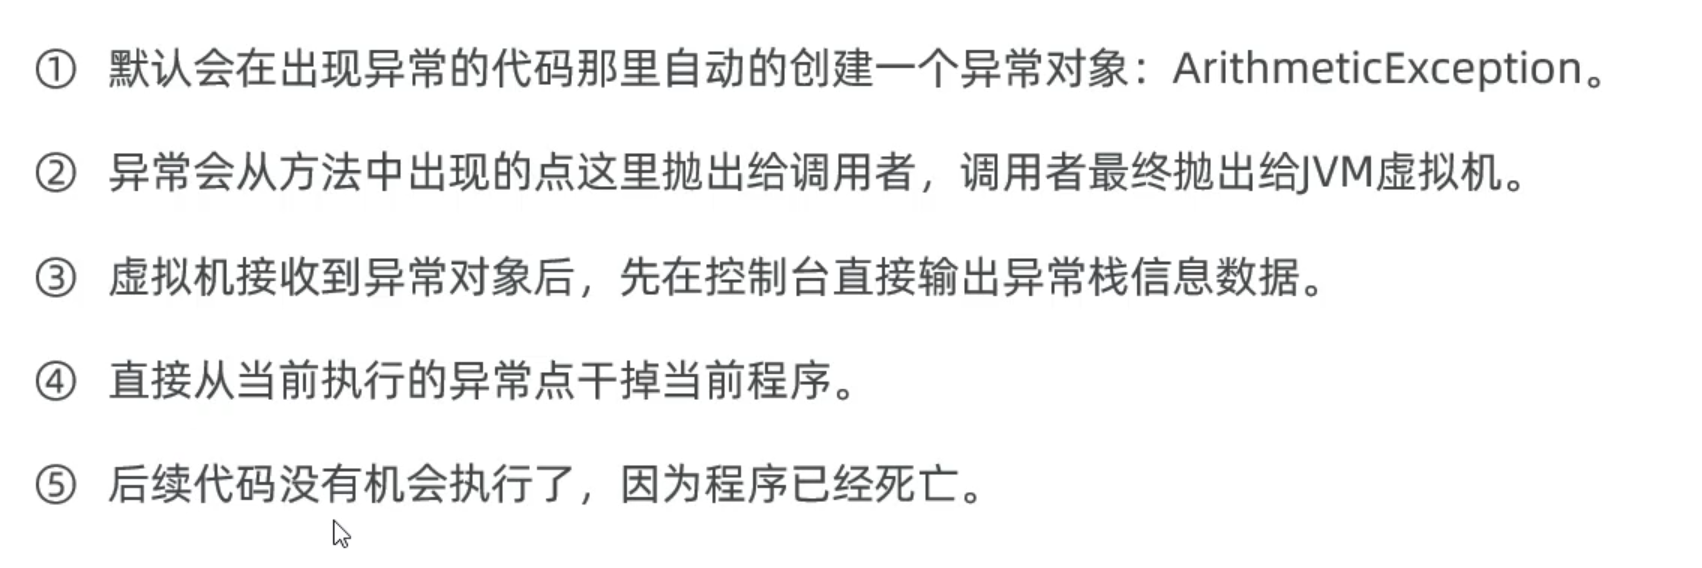 ① 默认会在出现异常的代码那里自动的创建一个异常对象：ArithmeticException。
② 异常会从方法中出现的点这里抛出给调用者，调用者最终抛出给JVM虚拟机。
③ 虚拟机接收到异常对象后，先在控制台直接输出异常栈信息数据。
④ 直接从当前执行的异常点干掉当前程序。
⑤ 后续代码没有机会执行了，因为程序已经死亡。